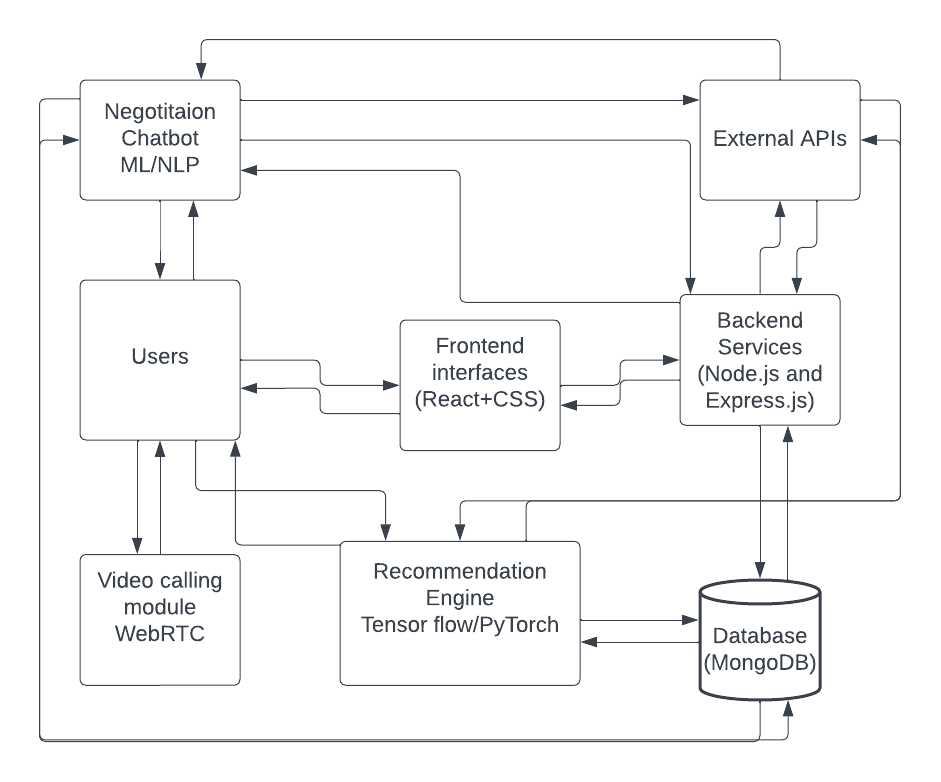 Negotitaion
Chatbot
ML/NLP
External APIs
Users
Frontend
interfaces
(React+CSS)
Backend
Services
(Node.js and
Express.js)
Video calling
module
WebRTC
Recommendation
Engine
Tensor flow/PyTorch
Database
(MongoDB)